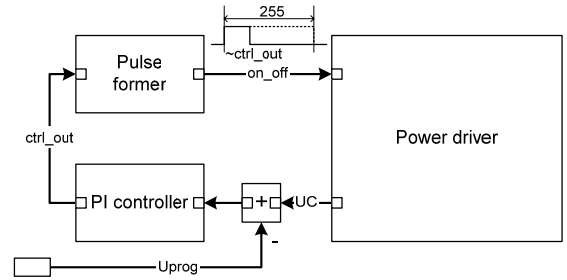 255
Pulse
former
~ctrl_out
on_off
Power driver
ctrl_out
PI controller
+
UC
-
Uprog